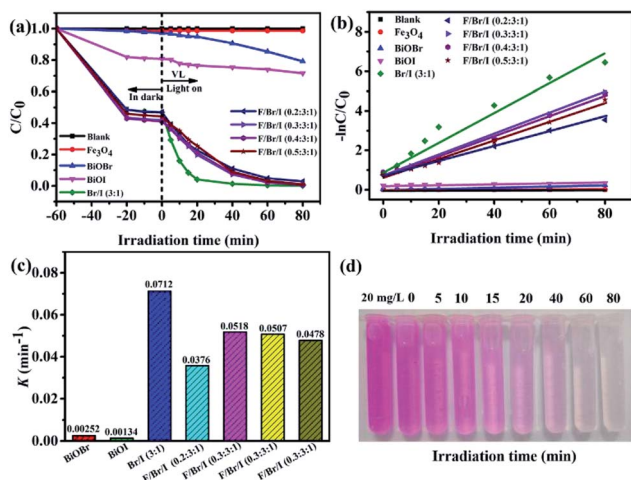 (a)
1.0
0.8
0.6
0.4
0.2
0.0
C/C0
VL
In dark
Light on
Blank
Fe3O4
BiOBr
BiOI
Br/I (3:1)
F/Br/I (0.2:3:1)
F/Br/I (0.3:3:1)
F/Br/I (0.4:3:1)
F/Br/I (0.5:3:1)
-60 -40 -20 0 20 40 60 80
Irradiation time (min)
(b)
10
8
6
4
2
0
-lnC/C0
Blank
Fe3O4
BiOBr
BiOI
Br/I (3:1)
F/Br/I (0.2:3:1)
F/Br/I (0.3:3:1)
F/Br/I (0.4:3:1)
F/Br/I (0.5:3:1)
0 20 40 60 80
Irradiation time (min)
(c)
0.10
0.08
0.06
0.04
0.02
0.00
K (min-1)
0.00252
0.00134
0.0712
0.0376
0.0518
0.0507
0.0478
BiOBr
BiOI
Br/I (3:1)
F/Br/I (0.2:3:1)
F/Br/I (0.3:3:1)
F/Br/I (0.3:3:1)
F/Br/I (0.3:3:1)
(d)
20 mg/L 0 5 10 15 20 40 60 80
Irradiation time (min)